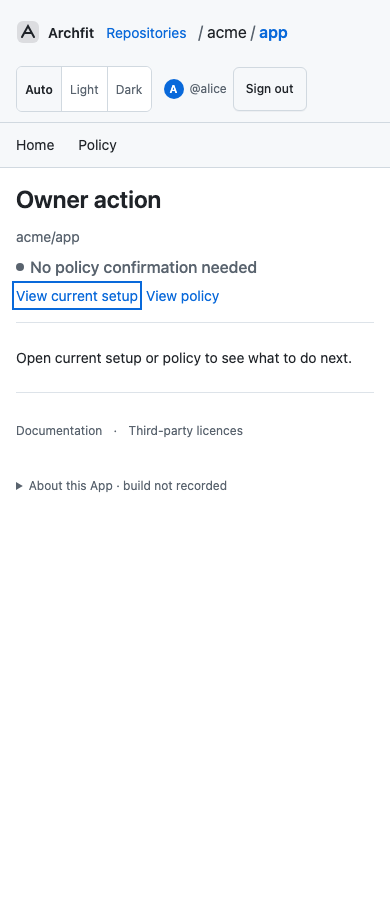 Archfit Repositories / acme / app
Auto Light Dark A @alice Sign out
Home Policy
Owner action
acme/app
No policy confirmation needed
View current setup View policy
Open current setup or policy to see what to do next.
Documentation · Third-party licences
About this App · build not recorded